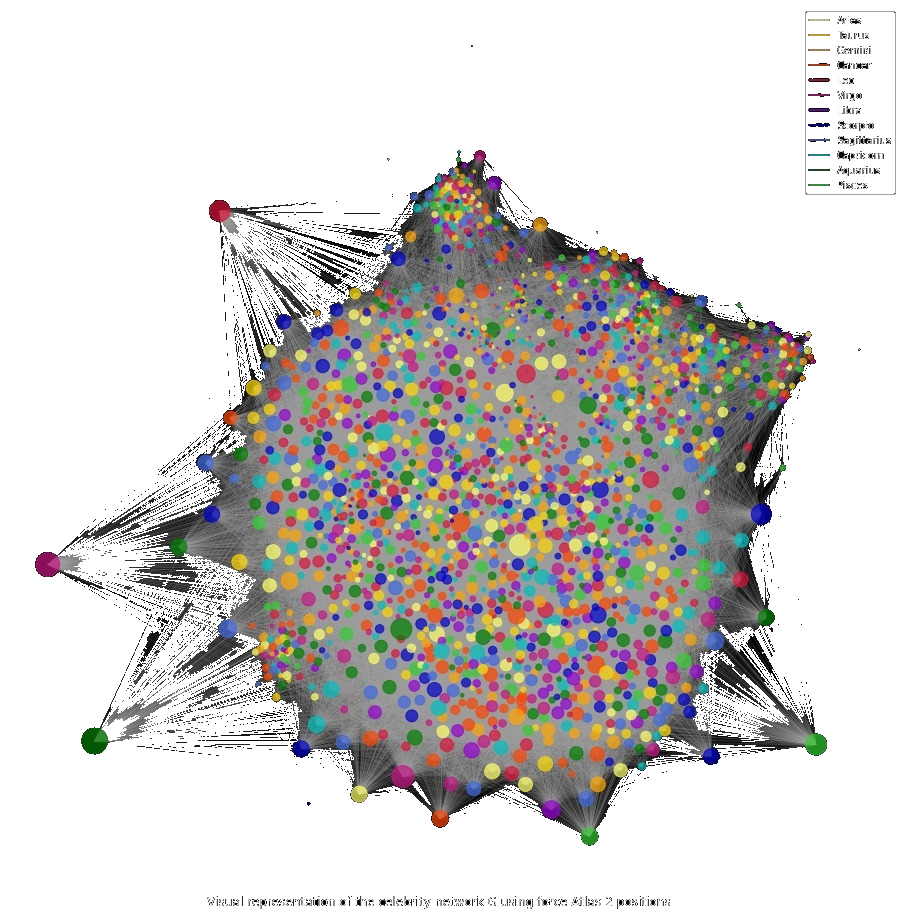 Aries
Taurus
Gemini
Cancer
Leo
Virgo
Libra
Scorpio
Sagittarius
Capricorn
Aquarius
Pisces
Visual representation of the celebrity network G using force Atlas 2 positions